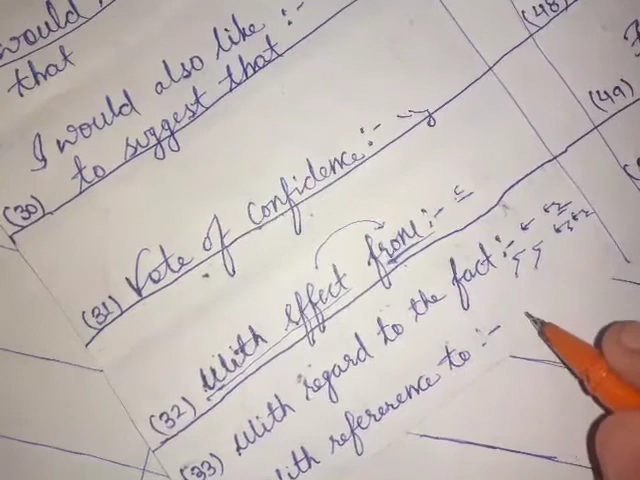 would
that
I would also like :-
(30) to suggest that
(31) Vote of confidence :-
(32) With effect from :-
(33) With regard to the fact :-
with refererence to :-
(48)
(49)